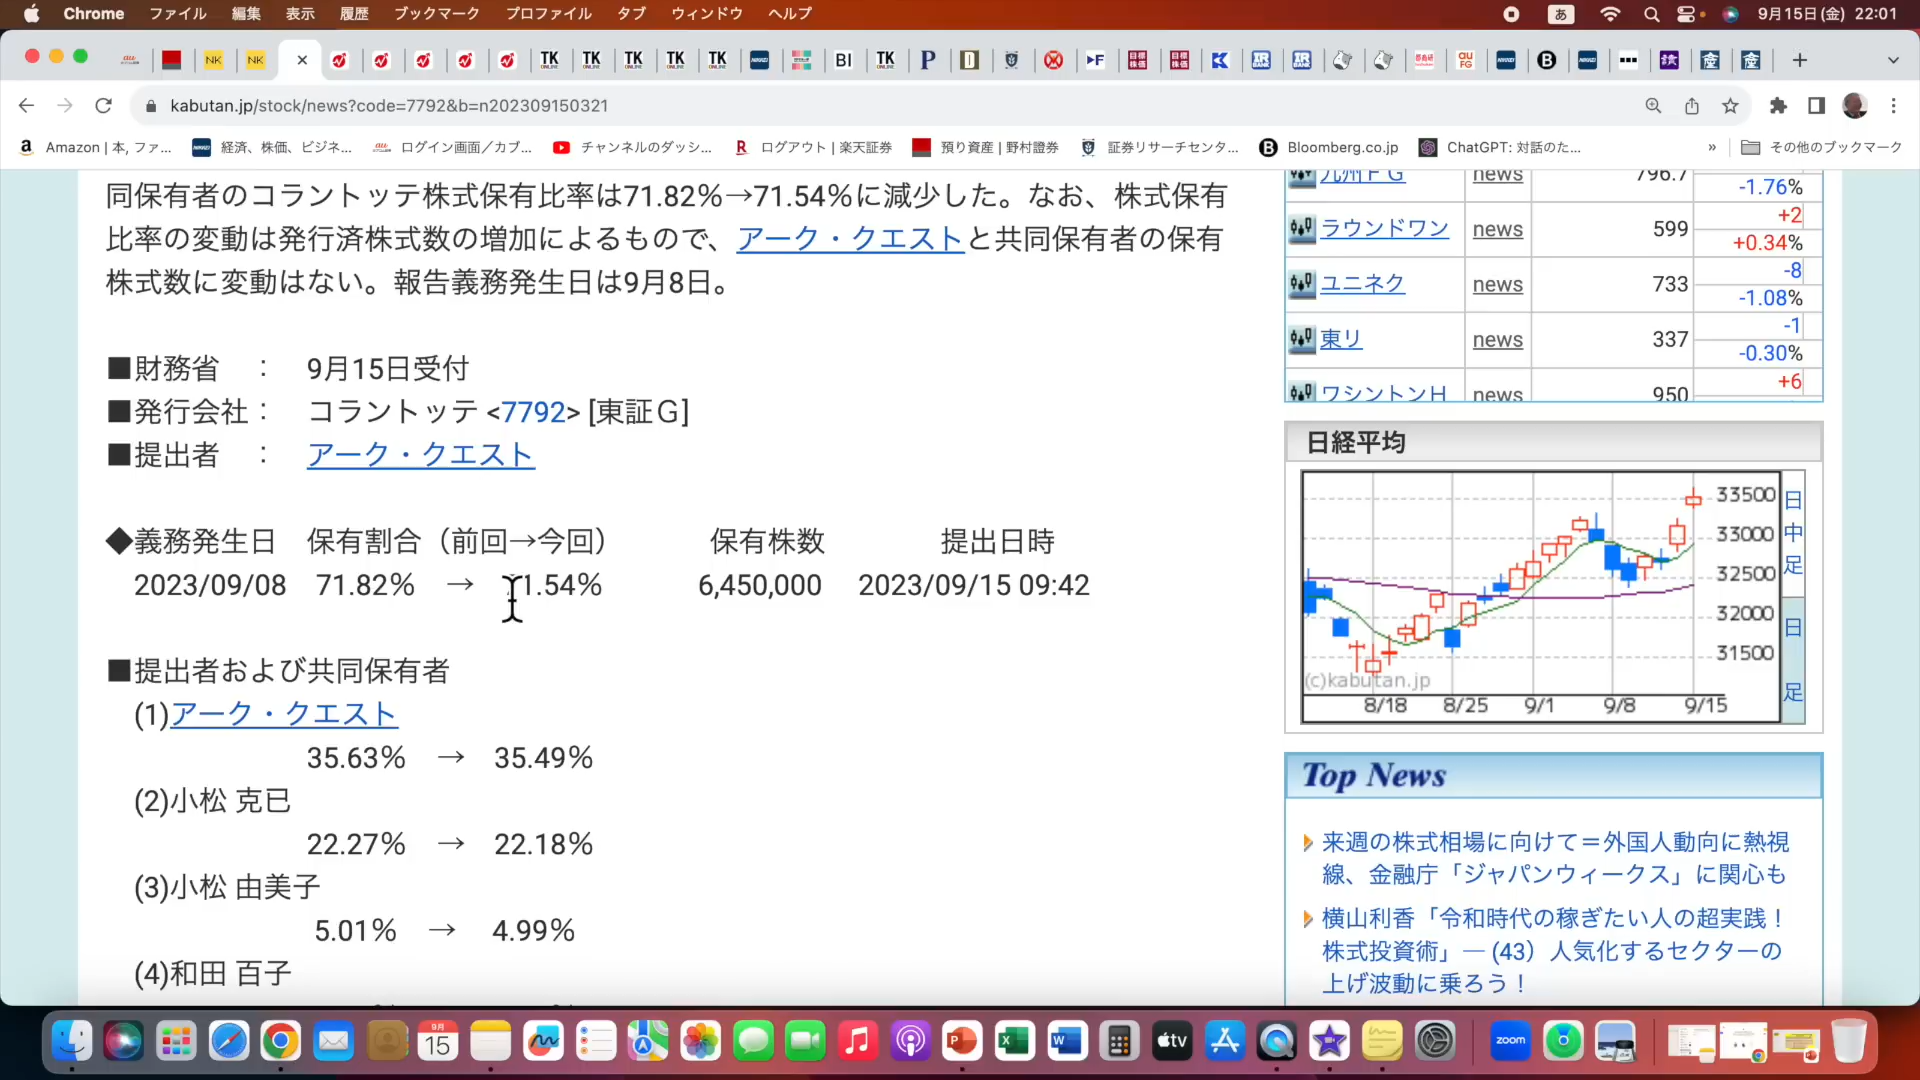 Chrome ファイル 編集 表示 履歴 ブックマーク プロファイル タブ ウィンドウ ヘルプ
あ 9月15日(金) 22:01
NK NK TK TK TK TK TK BI TK P
kabutan.jp/stock/news?code=7792&b=n202309150321
Amazon | 本, ファ... 経済、株価、ビジネ... ログイン画面／カブ... チャンネルのダッシ... ログアウト | 楽天証券 預り資産 | 野村證券 証券リサーチセンタ... Bloomberg.co.jp ChatGPT: 対話のた... » その他のブックマーク
同保有者のコラントッテ株式保有比率は71.82%→71.54%に減少した。なお、株式保有
比率の変動は発行済株式数の増加によるもので、アーク・クエストと共同保有者の保有
株式数に変動はない。報告義務発生日は9月8日。
■財務省 ： 9月15日受付
■発行会社： コラントッテ <7792> [東証Ｇ]
■提出者 ： アーク・クエスト
◆義務発生日 保有割合（前回→今回） 保有株数 提出日時
2023/09/08 71.82% → 71.54% 6,450,000 2023/09/15 09:42
■提出者および共同保有者
(1)アーク・クエスト
35.63% → 35.49%
(2)小松 克已
22.27% → 22.18%
(3)小松 由美子
5.01% → 4.99%
(4)和田 百子
九州ＦＧ news 796.7 -1.76%
ラウンドワン news 599 +2 +0.34%
ユニネク news 733 -8 -1.08%
東リ news 337 -1 -0.30%
ワシントンＨ news 950 +6
日経平均
33500
33000
32500
32000
31500
(c)kabutan.jp
8/18 8/25 9/1 9/8 9/15
日中足
日足
Top News
来週の株式相場に向けて＝外国人動向に熱視
線、金融庁「ジャパンウィークス」に関心も
横山利香「令和時代の稼ぎたい人の超実践！
株式投資術」― (43）人気化するセクターの
上げ波動に乗ろう！
9月
15
tv
zoom